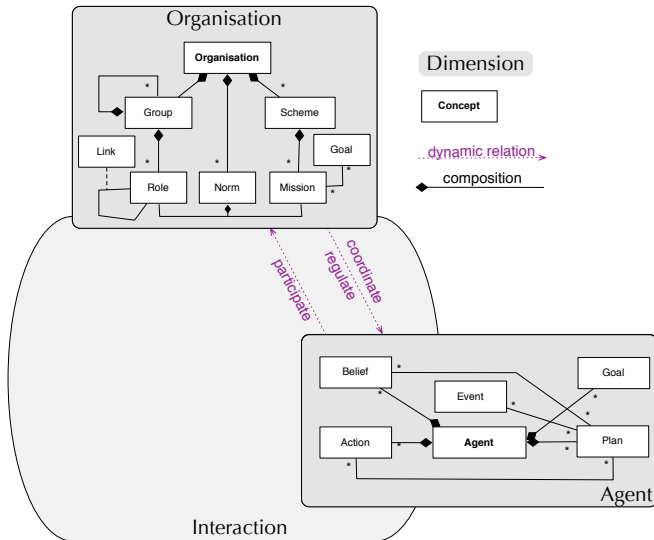 Organisation
Organisation
*
*
Group
Scheme
Link
Goal
*
*
*
*
Role
Norm
Mission
*
Dimension
Concept
dynamic relation
composition
participate
coordinate
regulate
Belief
*
Goal
*
Event
*
*
*
Action
*
Agent
*
*
Plan
*
*
Agent
Interaction